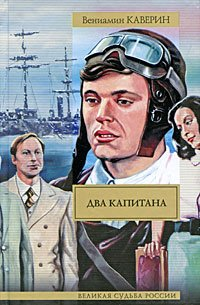 Вениамин КАВЕРИН
ДВА КАПИТАНА
ВЕЛИКАЯ СУДЬБА РОССИИ